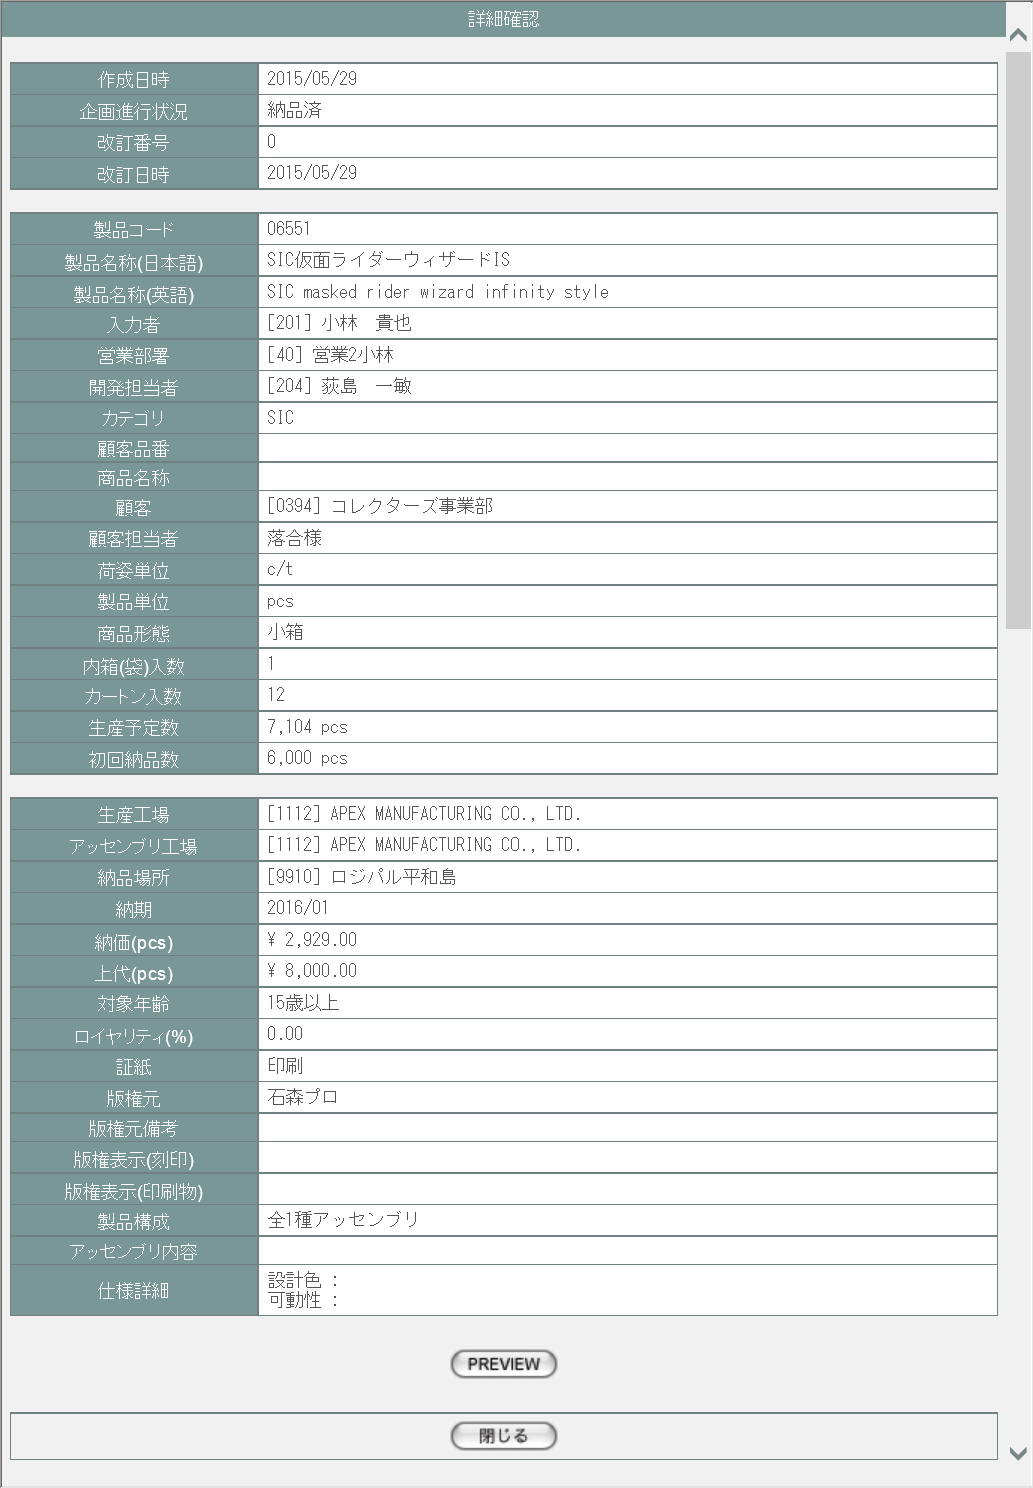 詳細確認
作成日時 2015/05/29
企画進行状況 納品済
改訂番号 0
改訂日時 2015/05/29
製品コード 06551
製品名称(日本語) SIC仮面ライダーウィザードIS
製品名称(英語) SIC masked rider wizard infinity style
入力者 [201] 小林　貴也
営業部署 [40] 営業2小林
開発担当者 [204] 荻島　一敏
カテゴリ SIC
顧客品番
商品名称
顧客 [0394] コレクターズ事業部
顧客担当者 落合様
荷姿単位 c/t
製品単位 pcs
商品形態 小箱
内箱(袋)入数 1
カートン入数 12
生産予定数 7,104 pcs
初回納品数 6,000 pcs
生産工場 [1112] APEX MANUFACTURING CO., LTD.
アッセンブリ工場 [1112] APEX MANUFACTURING CO., LTD.
納品場所 [9910] ロジパル平和島
納期 2016/01
納価(pcs) ¥ 2,929.00
上代(pcs) ¥ 8,000.00
対象年齢 15歳以上
ロイヤリティ(%) 0.00
証紙 印刷
版権元 石森プロ
版権元備考
版権表示(刻印)
版権表示(印刷物)
製品構成 全1種アッセンブリ
アッセンブリ内容
仕様詳細 設計色 :
可動性 :
PREVIEW
閉じる